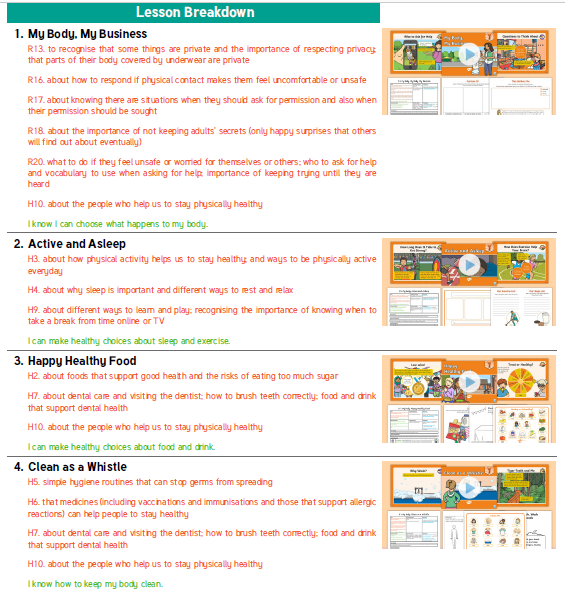 Lesson Breakdown
1. My Body, My Business
R13. to recognise that some things are private and the importance of respecting privacy;
that parts of their body covered by underwear are private
R16. about how to respond if physical contact makes them feel uncomfortable or unsafe
R17. about knowing there are situations when they should ask for permission and also when
their permission should be sought
R18. about the importance of not keeping adults' secrets (only happy surprises that others
will find out about eventually)
R20. what to do if they feel unsafe or worried for themselves or others; who to ask for help
and vocabulary to use when asking for help; importance of keeping trying until they are
heard
H10. about the people who help us to stay physically healthy
I know I can choose what happens to my body.
2. Active and Asleep
H3. about how physical activity helps us to stay healthy; and ways to be physically active
everyday
H4. about why sleep is important and different ways to rest and relax
H9. about different ways to learn and play; recognising the importance of knowing when to
take a break from time online or TV
I can make healthy choices about sleep and exercise.
3. Happy Healthy Food
H2. about foods that support good health and the risks of eating too much sugar
H7. about dental care and visiting the dentist; how to brush teeth correctly; food and drink
that support dental health
H10. about the people who help us to stay physically healthy
I can make healthy choices about food and drink.
4. Clean as a Whistle
H5. simple hygiene routines that can stop germs from spreading
H6. that medicines (including vaccinations and immunisations and those that support allergic
reactions) can help people to stay healthy
H7. about dental care and visiting the dentist; how to brush teeth correctly; food and drink
that support dental health
H10. about the people who help us to stay physically healthy
I know how to keep my body clean.